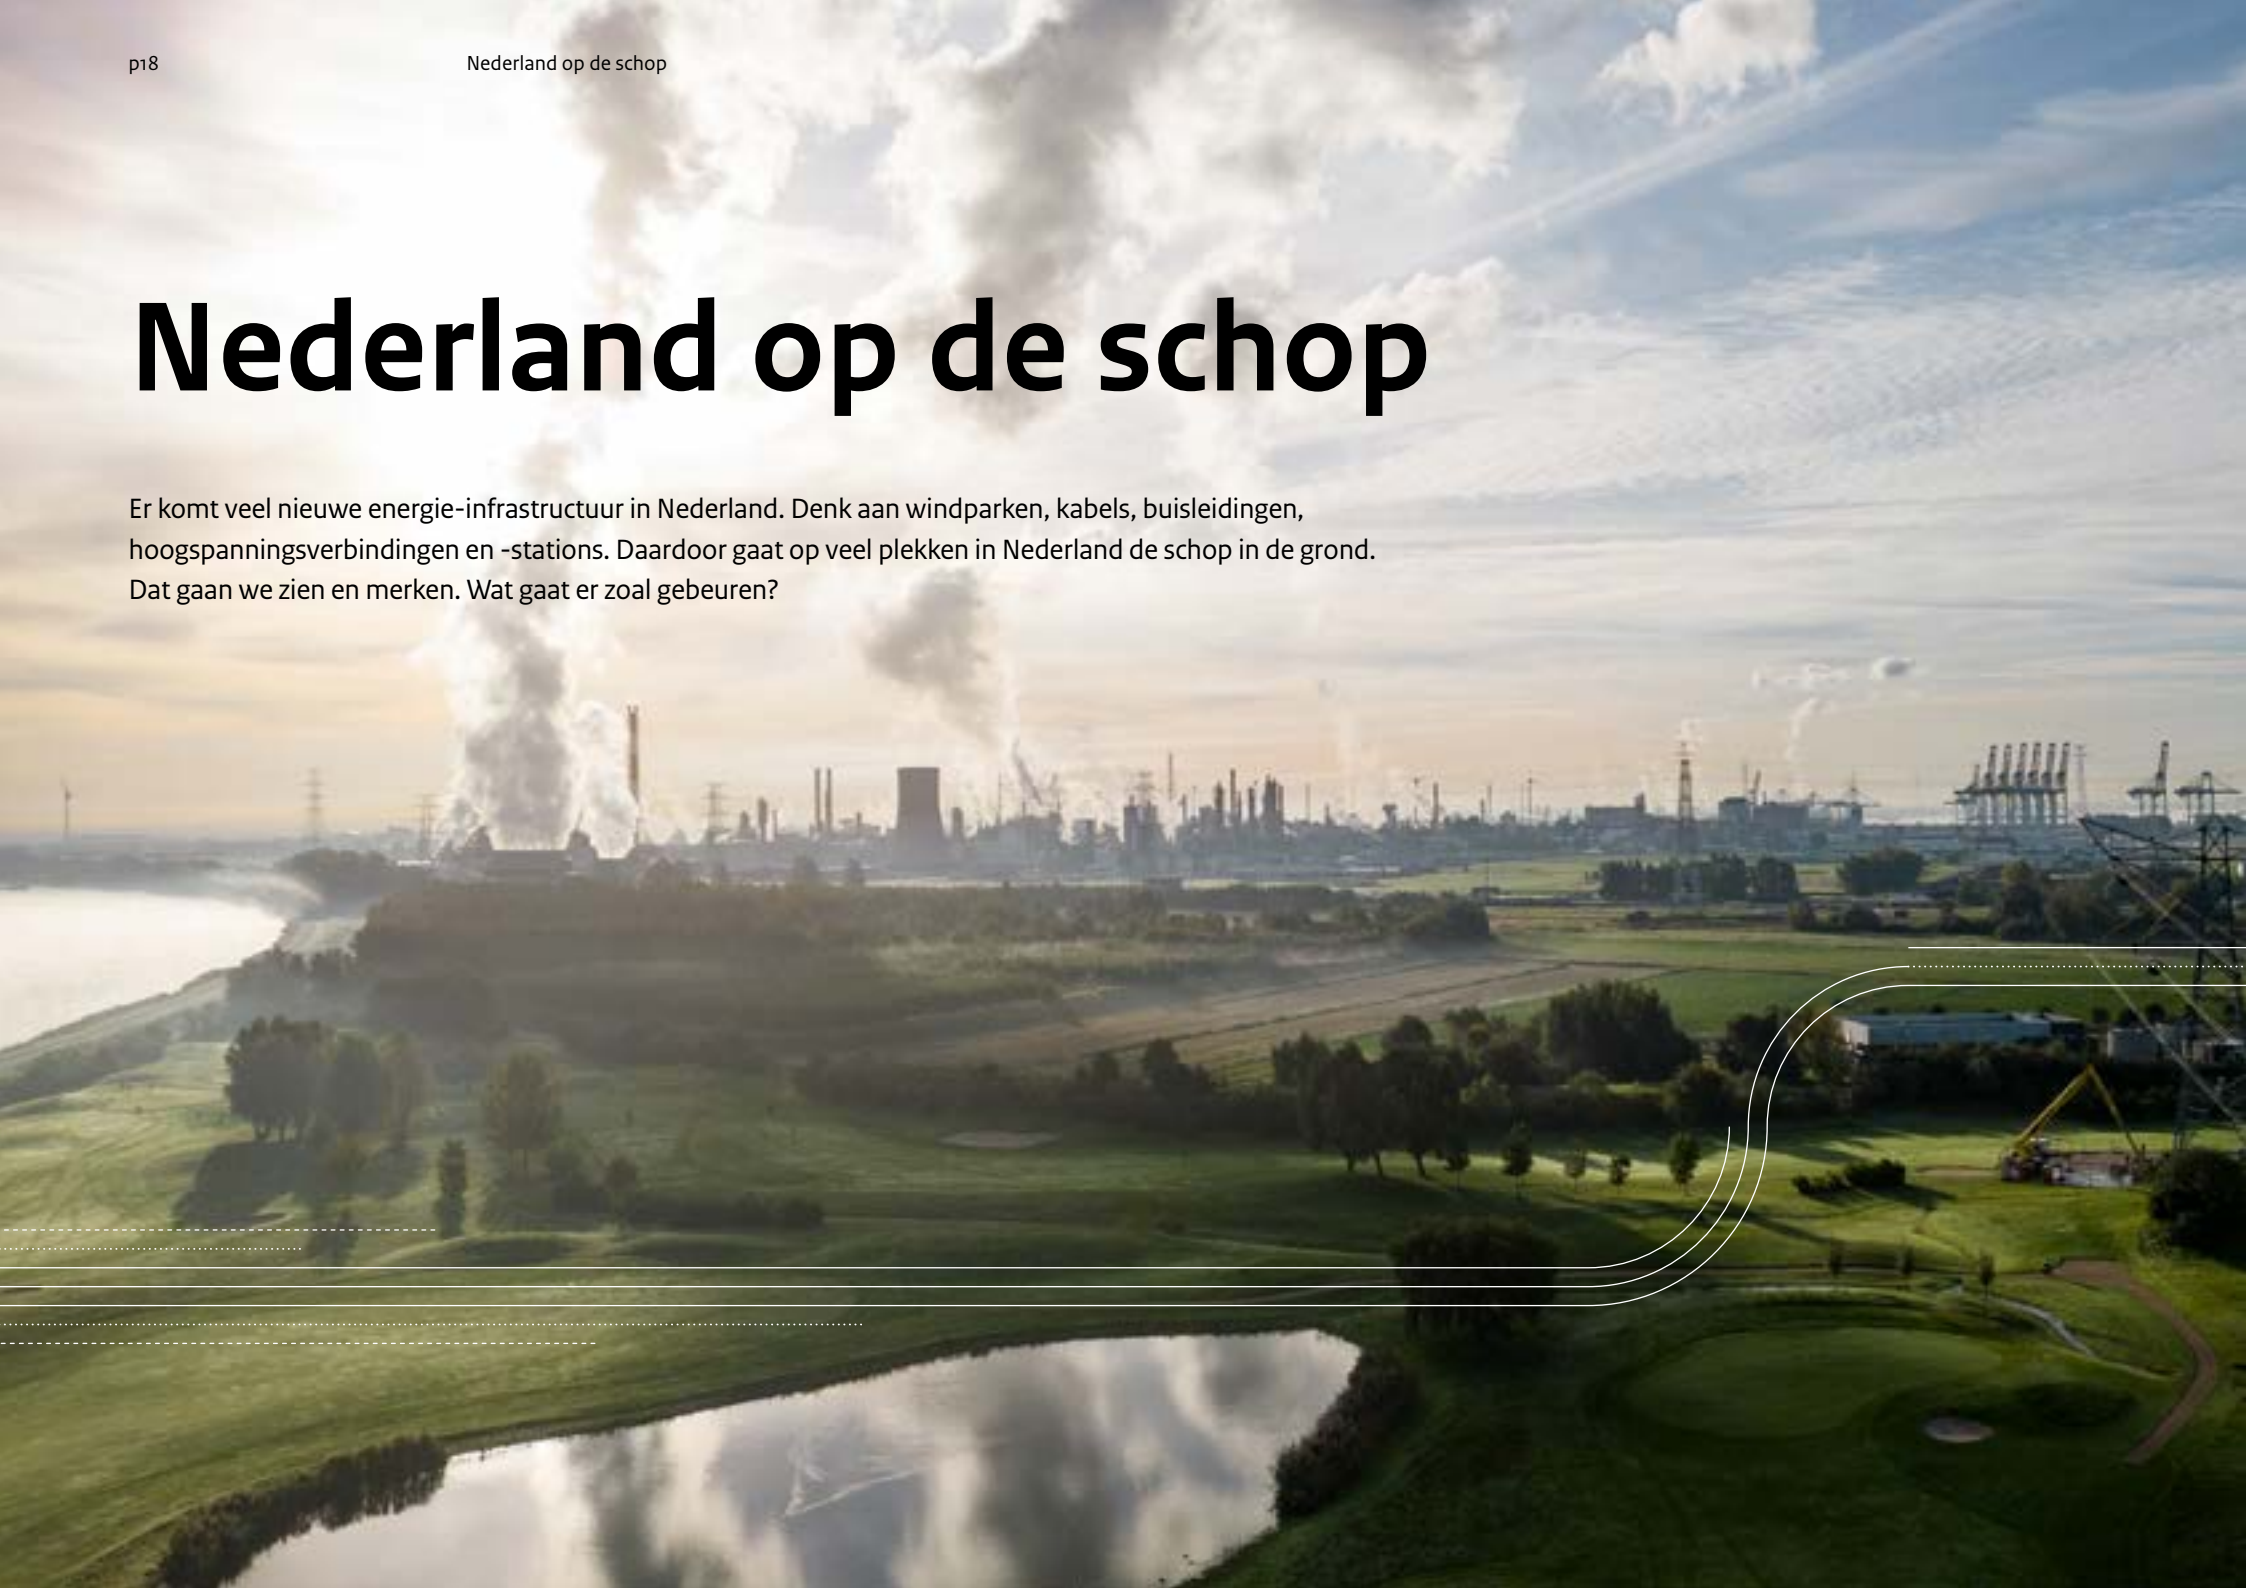 p18
Nederland op de schop
Nederland op de schop
Er komt veel nieuwe energie-infrastructuur in Nederland. Denk aan windparken, kabels, buisleidingen,
hoogspanningsverbindingen en -stations. Daardoor gaat op veel plekken in Nederland de schop in de grond.
Dat gaan we zien en merken. Wat gaat er zoal gebeuren?